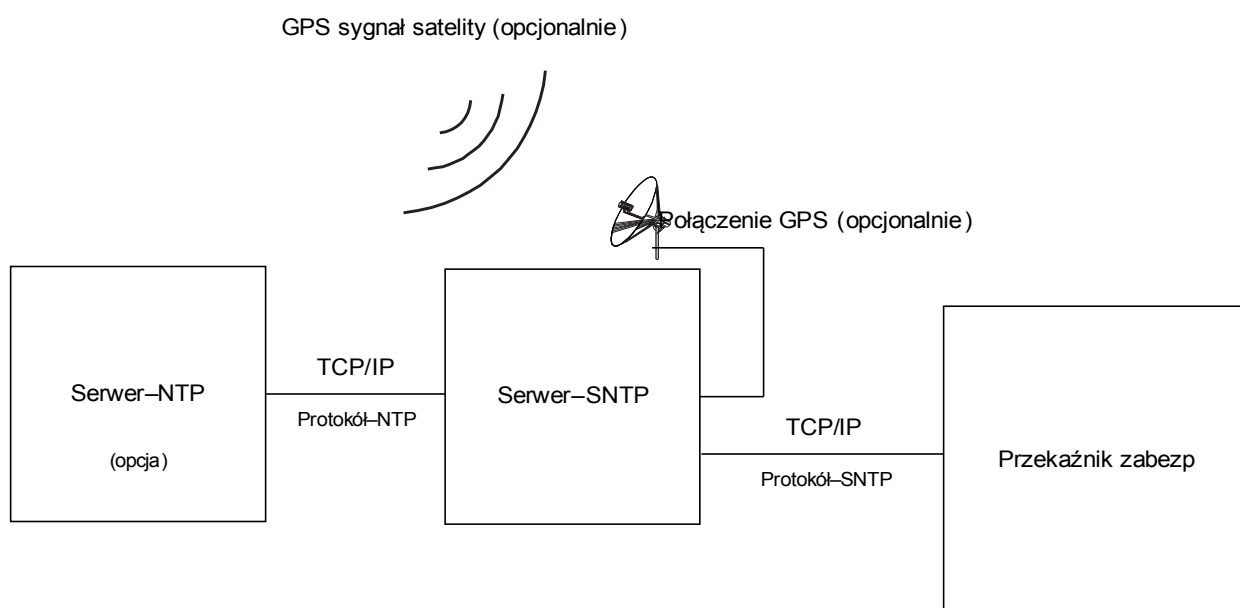 GPS sygnał satelity (opcjonalnie)
Połączenie GPS (opcjonalnie)
Serwer–NTP
(opcja)
TCP/IP
Protokół–NTP
Serwer–SNTP
TCP/IP
Protokół–SNTP
Przekaźnik zabezp